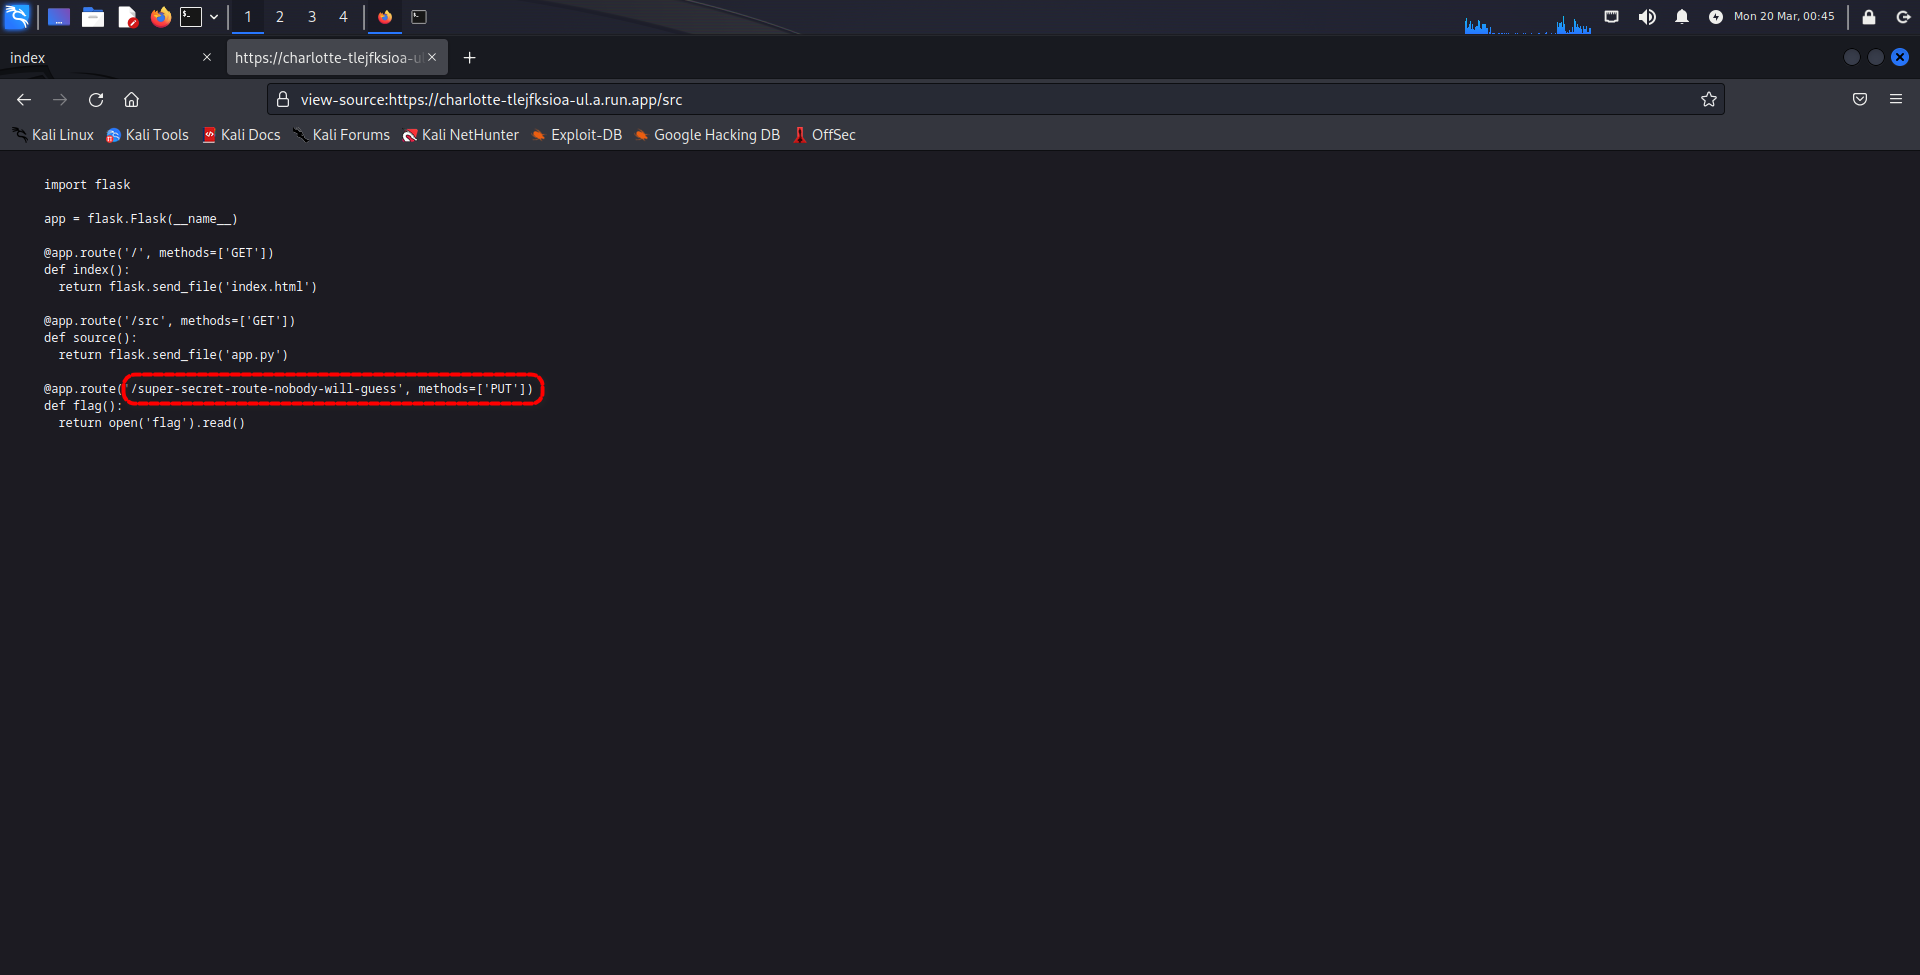 1 2 3 4 Mon 20 Mar, 00:45
index https://charlotte-tlejfksioa-u
view-source:https://charlotte-tlejfksioa-ul.a.run.app/src
Kali Linux Kali Tools Kali Docs Kali Forums Kali NetHunter Exploit-DB Google Hacking DB OffSec
import flask
app = flask.Flask(__name__)
@app.route('/', methods=['GET'])
def index():
  return flask.send_file('index.html')
@app.route('/src', methods=['GET'])
def source():
  return flask.send_file('app.py')
@app.route('/super-secret-route-nobody-will-guess', methods=['PUT'])
def flag():
  return open('flag').read()